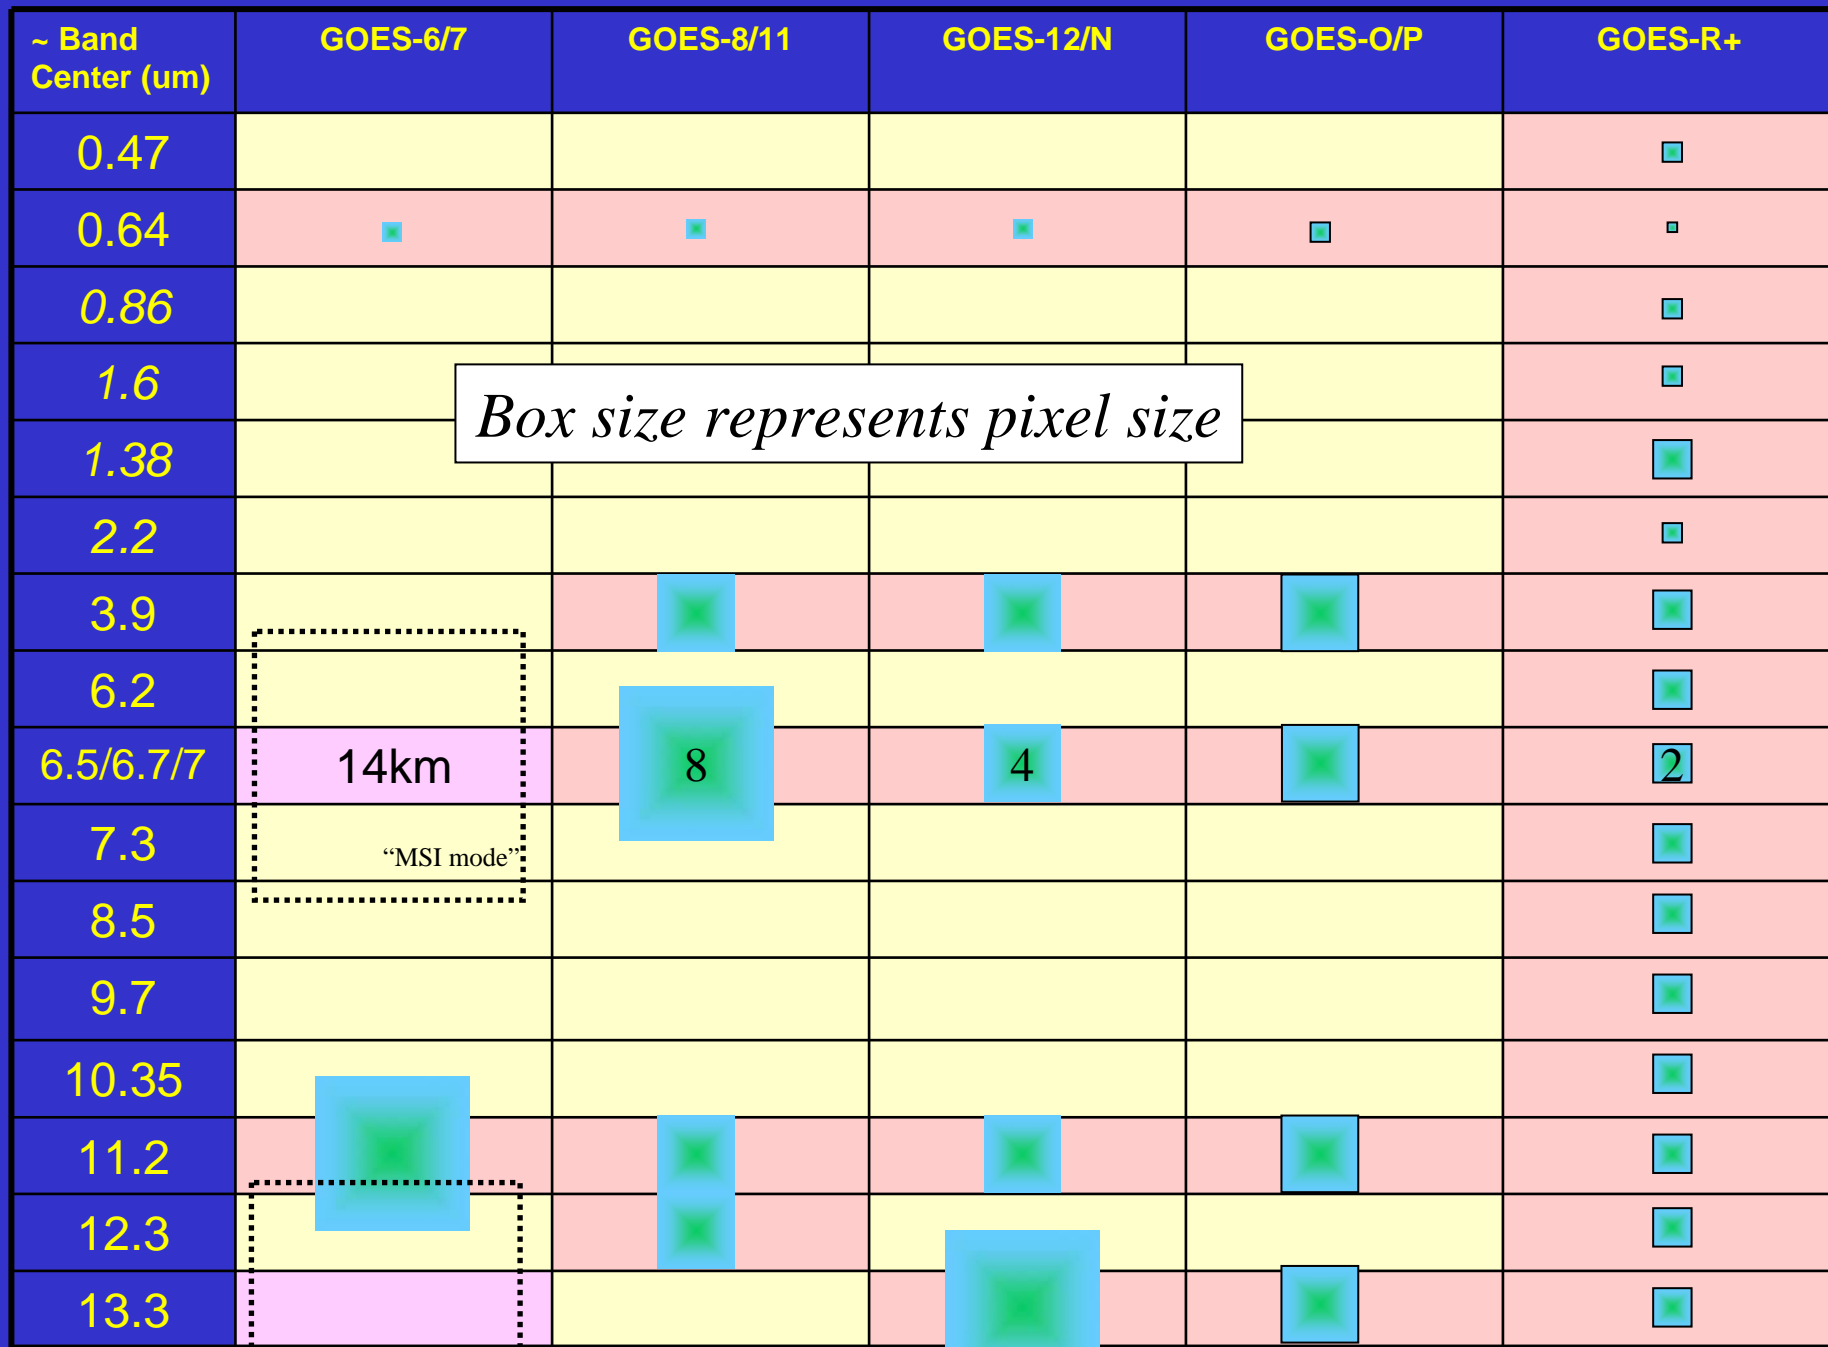 ~ Band
Center (um)
GOES-6/7
GOES-8/11
GOES-12/N
GOES-O/P
GOES-R+
0.47
0.64
0.86
1.6
Box size represents pixel size
1.38
2.2
3.9
6.2
6.5/6.7/7
14km
8
4
2
7.3
“MSI mode”
8.5
9.7
10.35
11.2
12.3
13.3